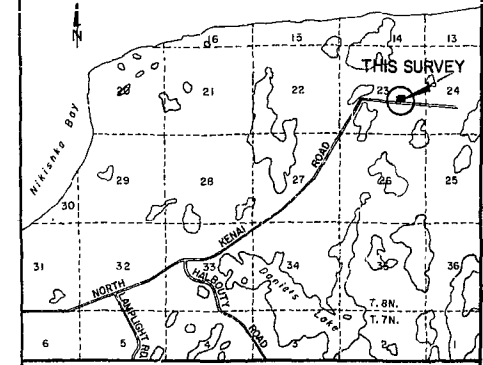 N
16 15 14 13
THIS SURVEY
20 21 22 23 24
Nikishka Bay
ROAD
29 28 27 26 25
30
KENAI
31 32 33 34 35 36
HALBOUTY
Daniels
NORTH
LAMPLIGHT RD.
Lake
T. 8N.
T. 7N.
ROAD
6 5 4 3 2 1